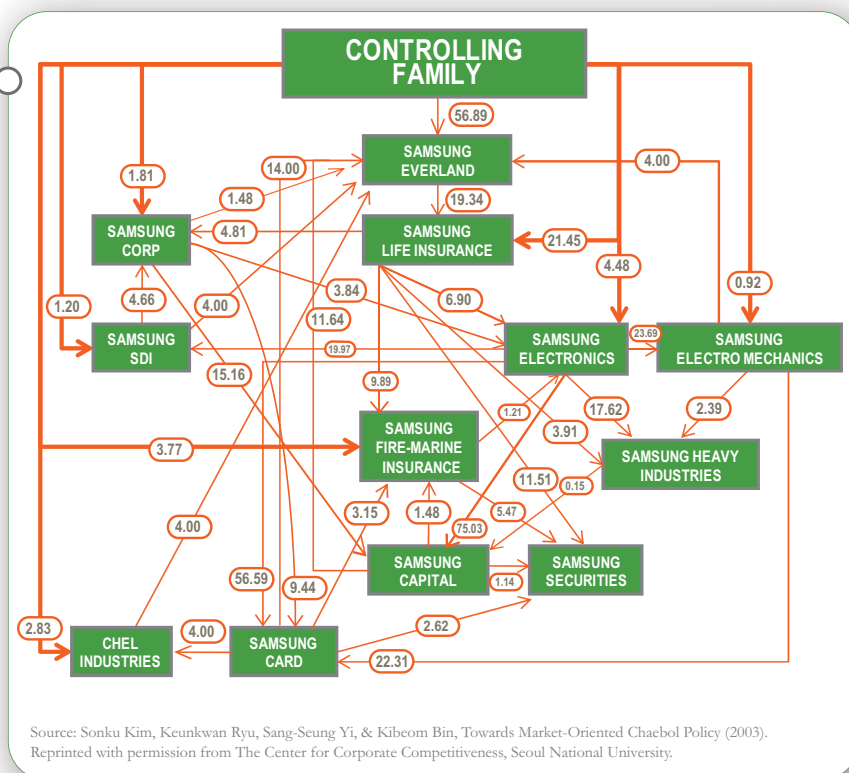 CONTROLLING
FAMILY
56.89
SAMSUNG
EVERLAND
14.00
4.00
1.81
1.48
19.34
SAMSUNG
CORP
4.81
SAMSUNG
LIFE INSURANCE
21.45
4.48
0.92
1.20
4.66
4.00
3.84
6.90
11.64
SAMSUNG
SDI
19.97
SAMSUNG
ELECTRONICS
23.69
SAMSUNG
ELECTRO MECHANICS
15.16
9.89
1.21
17.62
2.39
3.77
SAMSUNG
FIRE-MARINE
INSURANCE
3.91
SAMSUNG HEAVY
INDUSTRIES
11.51
0.15
4.00
3.15
1.48
75.03
5.47
56.59
9.44
SAMSUNG
CAPITAL
1.14
SAMSUNG
SECURITIES
2.83
CHEL
INDUSTRIES
4.00
SAMSUNG
CARD
2.62
22.31
Source: Sonku Kim, Keunkwan Ryu, Sang-Seung Yi, & Kibeom Bin, Towards Market-Oriented Chaebol Policy (2003).
Reprinted with permission from The Center for Corporate Competitiveness, Seoul National University.